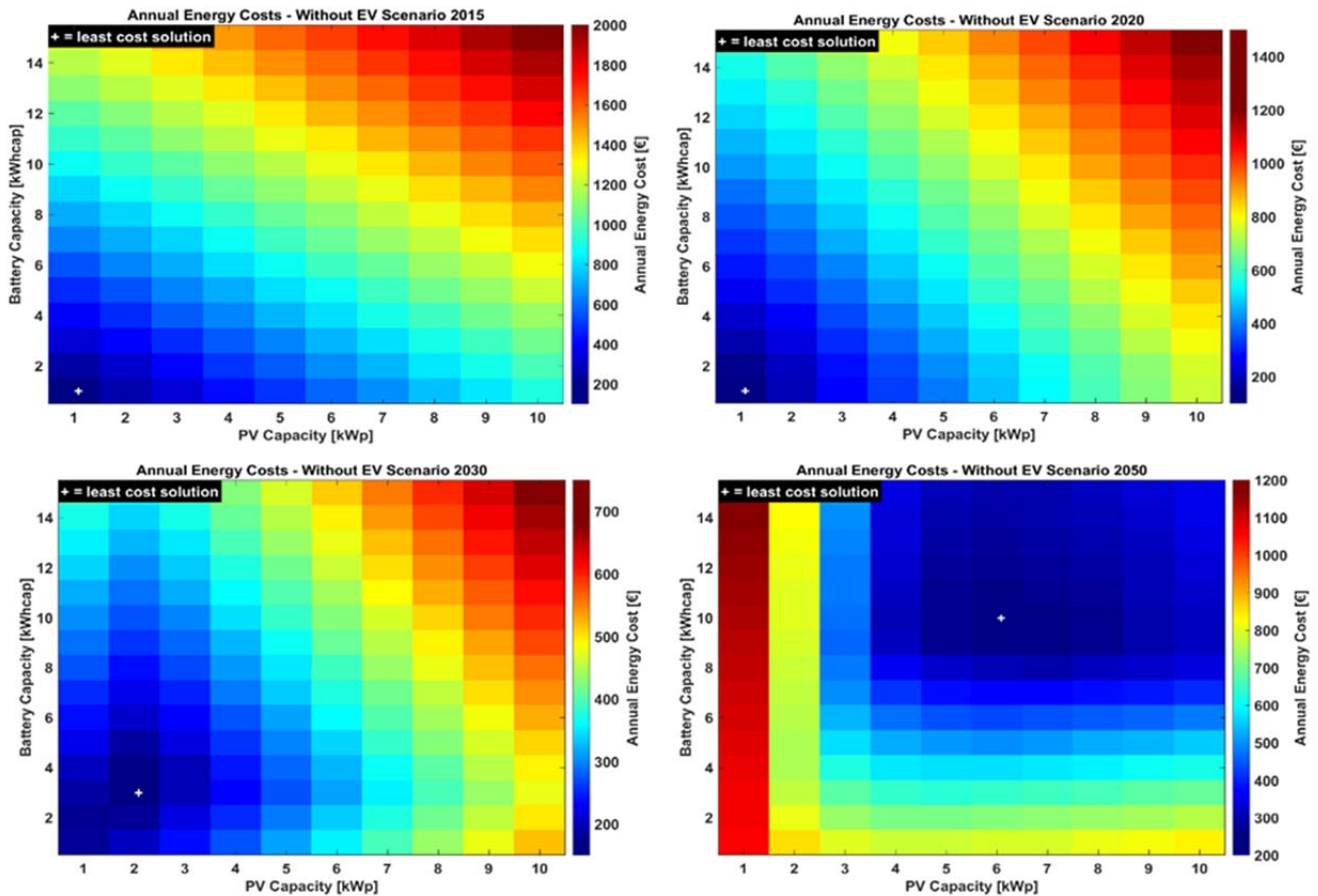 Annual Energy Costs - Without EV Scenario 2015
+ = least cost solution
Battery Capacity [kWhcap]
14
12
10
8
6
4
2
1 2 3 4 5 6 7 8 9 10
PV Capacity [kWp]
2000
1800
1600
1400
1200
1000
800
600
400
200
Annual Energy Cost [€]
Annual Energy Costs - Without EV Scenario 2020
+ = least cost solution
Battery Capacity [kWhcap]
14
12
10
8
6
4
2
1 2 3 4 5 6 7 8 9 10
PV Capacity [kWp]
1400
1200
1000
800
600
400
200
Annual Energy Cost [€]
Annual Energy Costs - Without EV Scenario 2030
+ = least cost solution
Battery Capacity [kWhcap]
14
12
10
8
6
4
2
1 2 3 4 5 6 7 8 9 10
PV Capacity [kWp]
700
600
500
400
300
200
Annual Energy Cost [€]
Annual Energy Costs - Without EV Scenario 2050
+ = least cost solution
Battery Capacity [kWhcap]
14
12
10
8
6
4
2
1 2 3 4 5 6 7 8 9 10
PV Capacity [kWp]
1200
1100
1000
900
800
700
600
500
400
300
200
Annual Energy Cost [€]